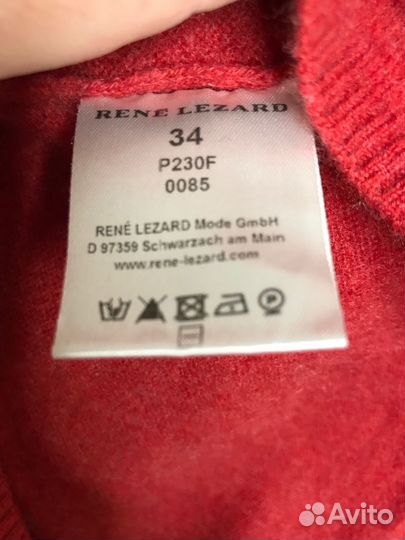 RENE LEZARD
34
P230F
0085
RENÉ LEZARD Mode GmbH
D 97359 Schwarzach am Main
www.rene-lezard.com
P
Avito